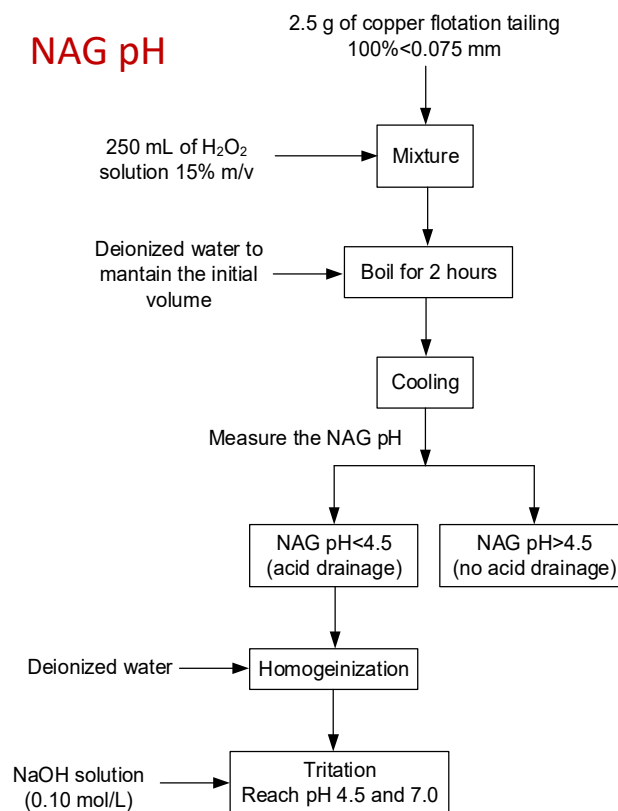 NAG pH
2.5 g of copper flotation tailing
100%<0.075 mm
250 mL of H₂O₂
solution 15% m/v
Mixture
Deionized water to
mantain the initial
volume
Boil for 2 hours
Cooling
Measure the NAG pH
NAG pH<4.5
(acid drainage)
NAG pH>4.5
(no acid drainage)
Deionized water
Homogeinization
NaOH solution
(0.10 mol/L)
Tritation
Reach pH 4.5 and 7.0